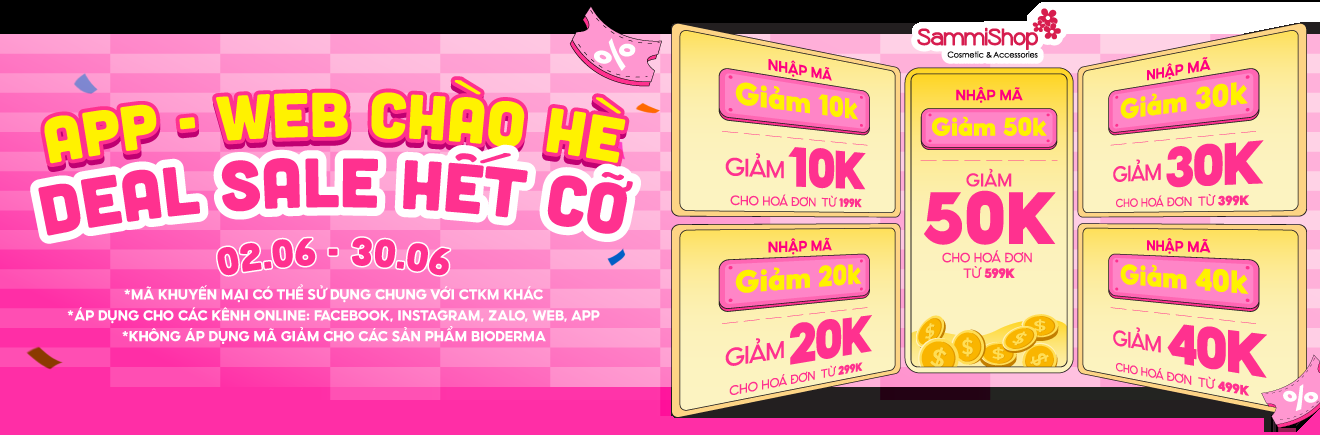 APP - WEB CHÀO HÈ
DEAL SALE HẾT CỠ
02.06 - 30.06
*MÃ KHUYẾN MẠI CÓ THỂ SỬ DỤNG CHUNG VỚI CTKM KHÁC
*ÁP DỤNG CHO CÁC KÊNH ONLINE: FACEBOOK, INSTAGRAM, ZALO, WEB, APP
*KHÔNG ÁP DỤNG MÃ GIẢM CHO CÁC SẢN PHẨM BIODERMA
%
SammiShop
Cosmetic & Accessories
NHẬP MÃ
Giảm 10k
GIẢM 10K
CHO HOÁ ĐƠN TỪ 199K
NHẬP MÃ
Giảm 20k
GIẢM 20K
CHO HOÁ ĐƠN TỪ 299K
NHẬP MÃ
Giảm 50k
GIẢM
50K
CHO HOÁ ĐƠN
TỪ 599K
NHẬP MÃ
Giảm 30k
GIẢM 30K
CHO HOÁ ĐƠN TỪ 399K
NHẬP MÃ
Giảm 40k
GIẢM 40K
CHO HOÁ ĐƠN TỪ 499K
%